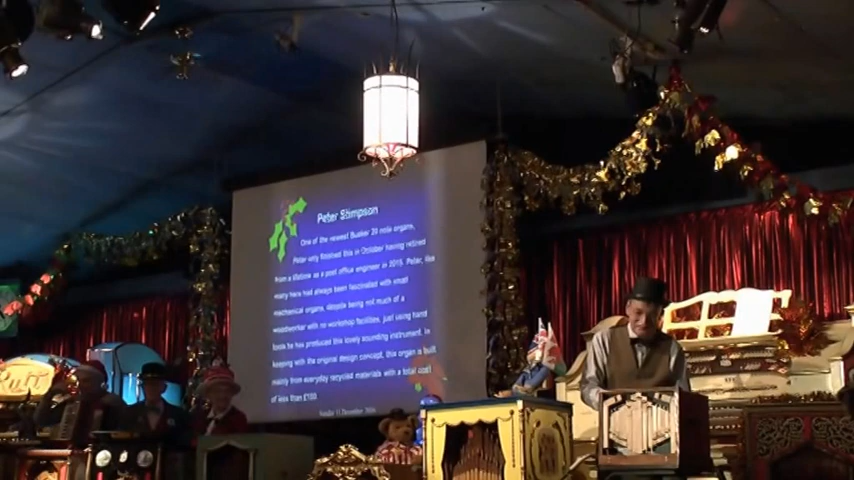 Peter Stimpson
One of the newest Busker 20 note organs,
Peter only finished this in October having retired
from a lifetime as a post office engineer in 2015. Peter, like
many here had always been fascinated with small
mechanical organs, despite being not much of a
woodworker with no workshop facilities, just using hand
tools he has produced this lovely sounding instrument. In
keeping with the original design concept, this organ is built
mainly from everyday recycled materials with a total cost
of less than £100
Sunday 11 December 2016